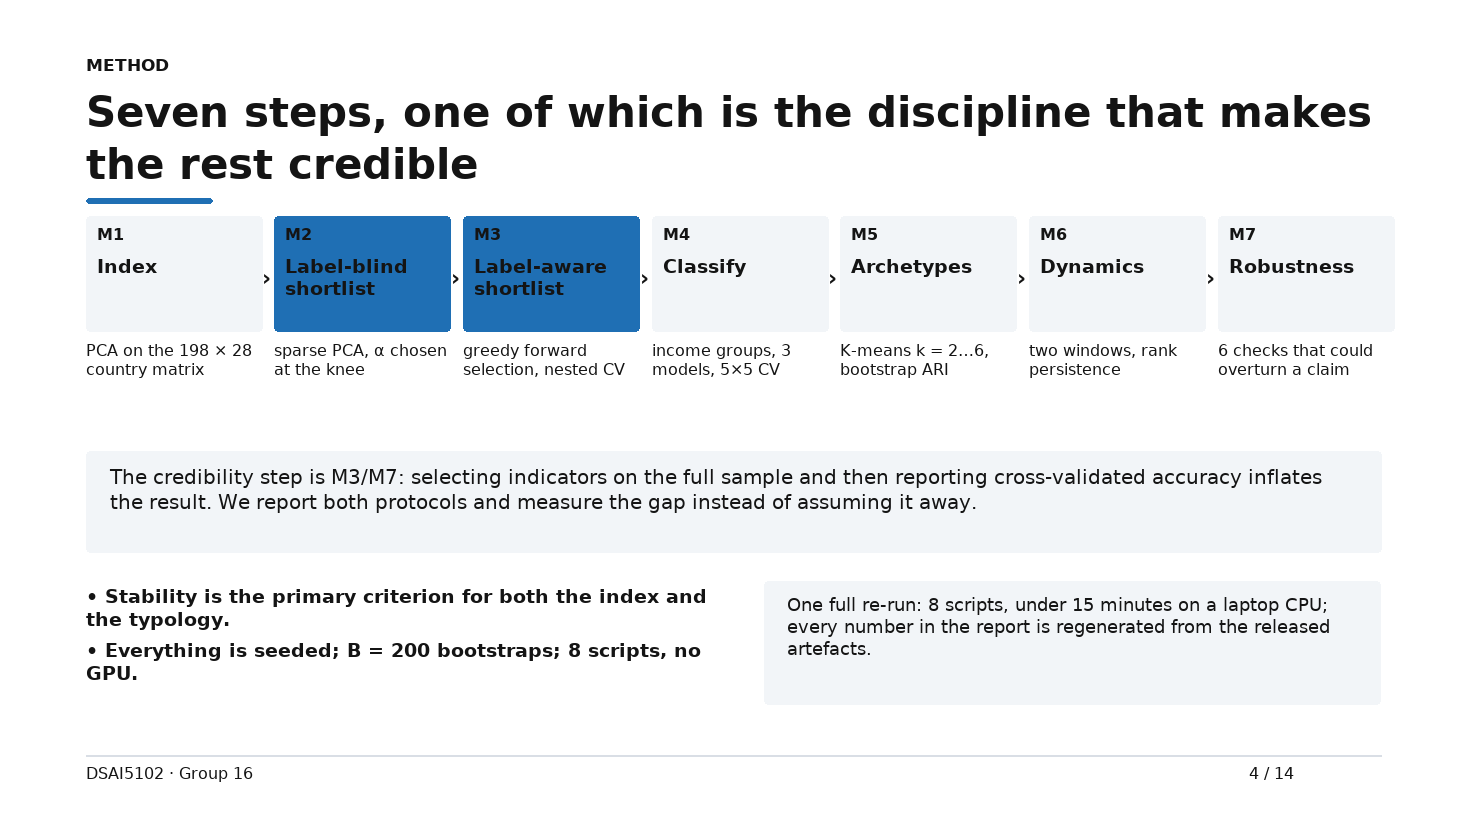 METHOD
Seven steps, one of which is the discipline that makes
the rest credible
M1
Index
›
M2
Label-blind
shortlist
›
M3
Label-aware
shortlist
›
M4
Classify
›
M5
Archetypes
›
M6
Dynamics
›
M7
Robustness
PCA on the 198 × 28
country matrix
sparse PCA, α chosen
at the knee
greedy forward
selection, nested CV
income groups, 3
models, 5×5 CV
K-means k = 2…6,
bootstrap ARI
two windows, rank
persistence
6 checks that could
overturn a claim
The credibility step is M3/M7: selecting indicators on the full sample and then reporting cross-validated accuracy inflates
the result. We report both protocols and measure the gap instead of assuming it away.
• Stability is the primary criterion for both the index and
the typology.
• Everything is seeded; B = 200 bootstraps; 8 scripts, no
GPU.
One full re-run: 8 scripts, under 15 minutes on a laptop CPU;
every number in the report is regenerated from the released
artefacts.
DSAI5102 · Group 16
4 / 14